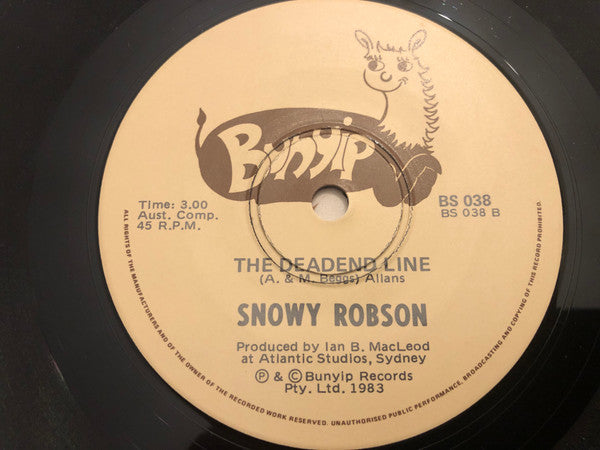 Bunyip
Time: 3.00
Aust. Comp.
45 R.P.M.
BS 038
BS 038 B
THE DEADEND LINE
(A. & M. Beggs) Allans
SNOWY ROBSON
Produced by Ian B. MacLeod
at Atlantic Studios, Sydney
Ⓟ & © Bunyip Records
Pty. Ltd. 1983
ALL RIGHTS OF THE MANUFACTURERS AND OF THE OWNER OF THE RECORDED WORK RESERVED. UNAUTHORISED PUBLIC PERFORMANCE, BROADCASTING AND COPYING OF THIS RECORD PROHIBITED.